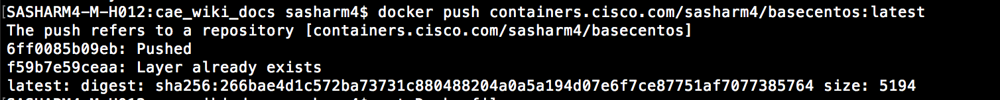 [SASHARM4-M-H012:cae_wiki_docs sasharm4$ docker push containers.cisco.com/sasharm4/basecentos:latest
The push refers to a repository [containers.cisco.com/sasharm4/basecentos]
6ff0085b09eb: Pushed
f59b7e59ceaa: Layer already exists
latest: digest: sha256:266bae4d1c572ba73731c880488204a0a5a194d07e6f7ce87751af7077385764 size: 5194